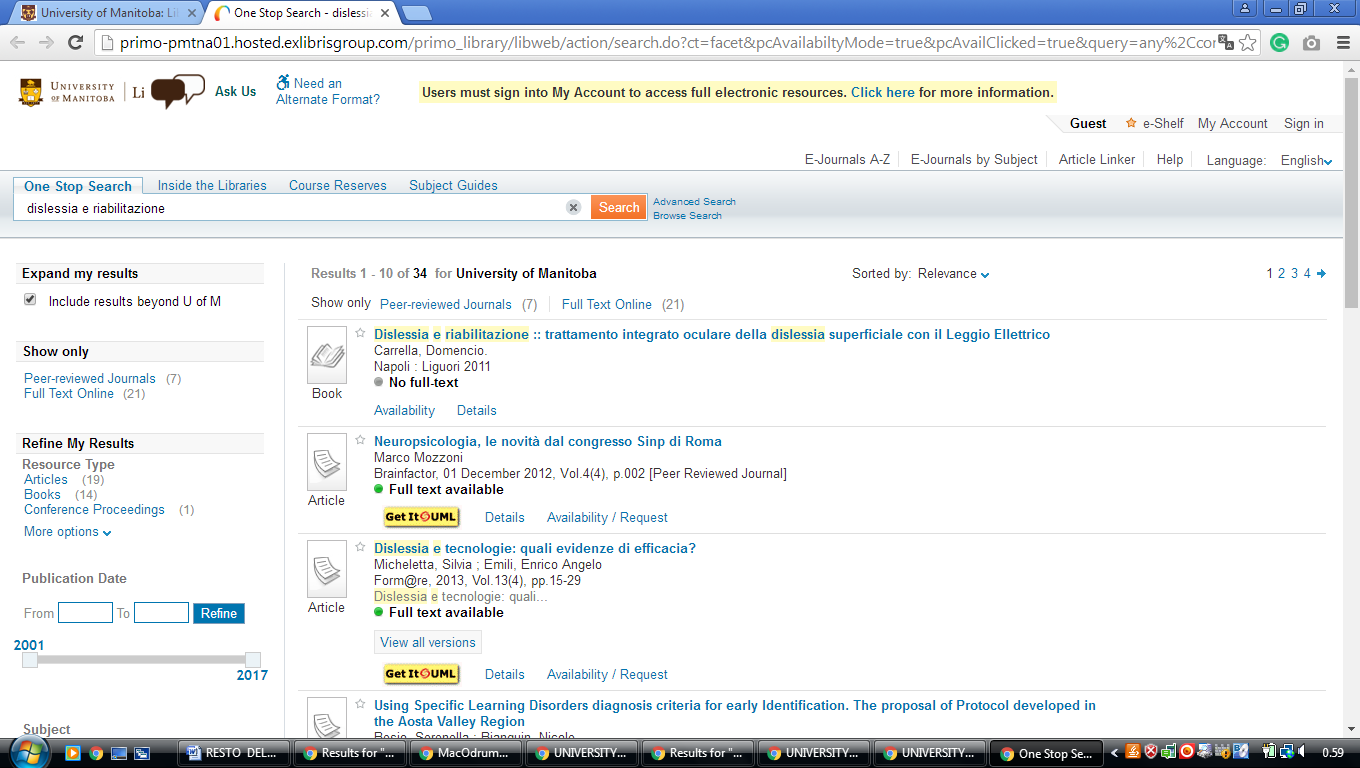 University of Manitoba: Li
One Stop Search - dislessi
primo-pmtna01.hosted.exlibrisgroup.com/primo_library/libweb/action/search.do?ct=facet&pcAvailabiltyMode=true&pcAvailClicked=true&query=any%2Ccor
UNIVERSITY OF MANITOBA
Li
Ask Us
Need an
Alternate Format?
Users must sign into My Account to access full electronic resources. Click here for more information.
Guest e-Shelf My Account Sign in
E-Journals A-Z E-Journals by Subject Article Linker Help Language: English
One Stop Search Inside the Libraries Course Reserves Subject Guides
dislessia e riabilitazione
Search
Advanced Search
Browse Search
Expand my results
Include results beyond U of M
Show only
Peer-reviewed Journals (7)
Full Text Online (21)
Refine My Results
Resource Type
Articles (19)
Books (14)
Conference Proceedings (1)
More options
Publication Date
From To Refine
2001
2017
Subject
Results 1 - 10 of 34 for University of Manitoba
Sorted by: Relevance
1 2 3 4
Show only Peer-reviewed Journals (7) Full Text Online (21)
Book
Dislessia e riabilitazione :: trattamento integrato oculare della dislessia superficiale con il Leggio Ellettrico
Carrella, Domencio.
Napoli : Liguori 2011
No full-text
Availability Details
Article
Neuropsicologia, le novità dal congresso Sinp di Roma
Marco Mozzoni
Brainfactor, 01 December 2012, Vol.4(4), p.002 [Peer Reviewed Journal]
Full text available
Get It@UML Details Availability / Request
Article
Dislessia e tecnologie: quali evidenze di efficacia?
Micheletta, Silvia ; Emili, Enrico Angelo
Form@re, 2013, Vol.13(4), pp.15-29
Dislessia e tecnologie: quali...
Full text available
View all versions
Get It@UML Details Availability / Request
Using Specific Learning Disorders diagnosis criteria for early Identification. The proposal of Protocol developed in
the Aosta Valley Region
RESTO DEL... Results for "... MacOdrum... UNIVERSITY... Results for "... UNIVERSITY... UNIVERSITY... One Stop Se...
0.59